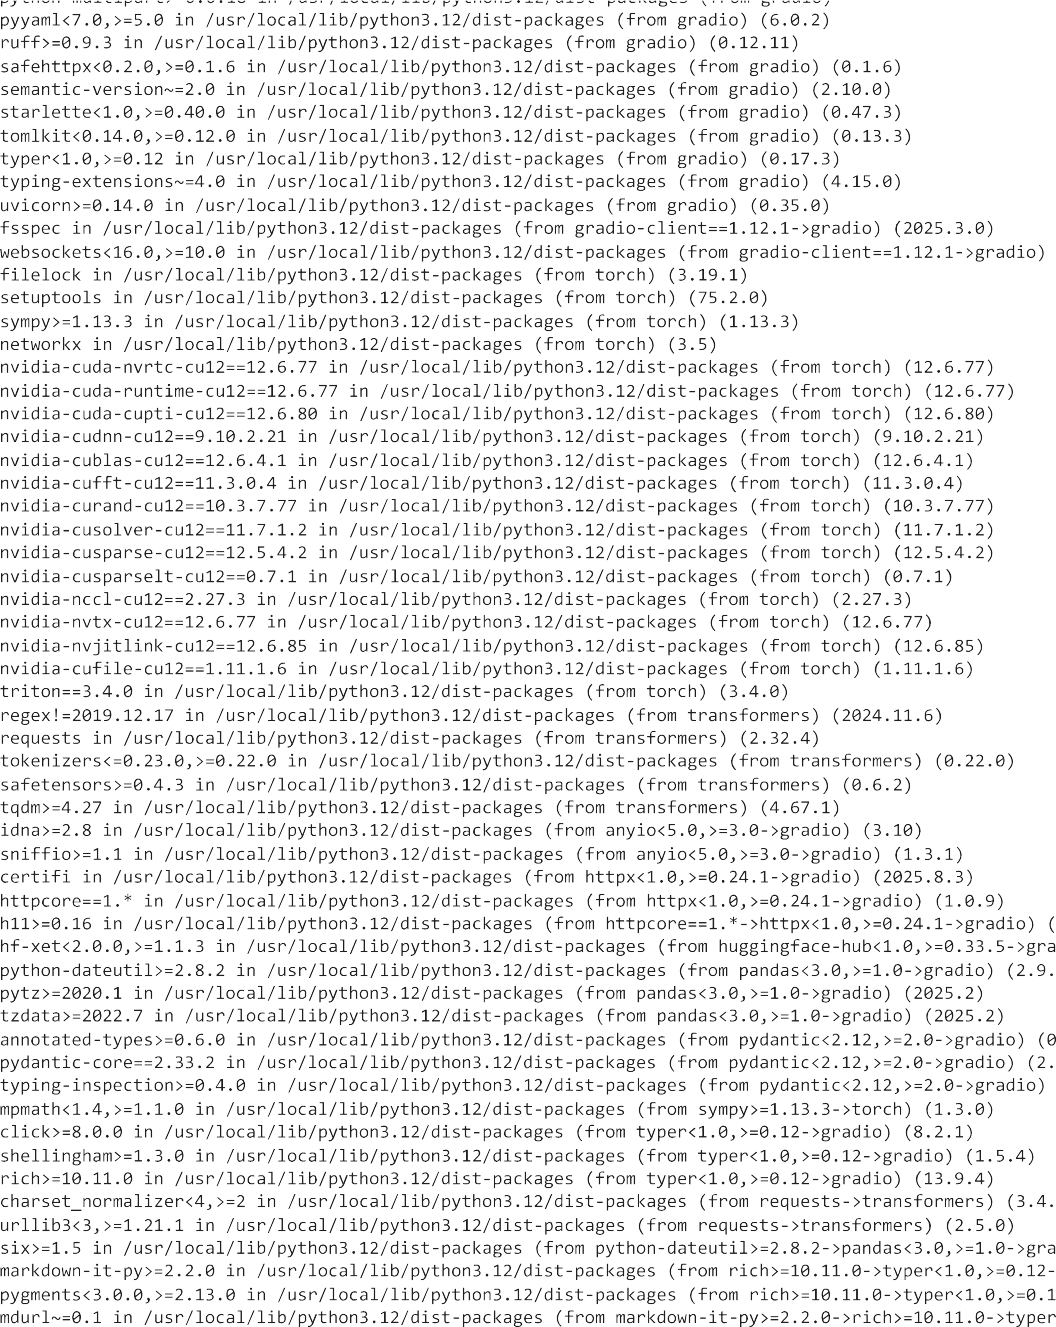 python-multipart>=0.0.18 in /usr/local/lib/python3.12/dist-packages (from gradio)
pyyaml<7.0,>=5.0 in /usr/local/lib/python3.12/dist-packages (from gradio) (6.0.2)
ruff>=0.9.3 in /usr/local/lib/python3.12/dist-packages (from gradio) (0.12.11)
safehttpx<0.2.0,>=0.1.6 in /usr/local/lib/python3.12/dist-packages (from gradio) (0.1.6)
semantic-version~=2.0 in /usr/local/lib/python3.12/dist-packages (from gradio) (2.10.0)
starlette<1.0,>=0.40.0 in /usr/local/lib/python3.12/dist-packages (from gradio) (0.47.3)
tomlkit<0.14.0,>=0.12.0 in /usr/local/lib/python3.12/dist-packages (from gradio) (0.13.3)
typer<1.0,>=0.12 in /usr/local/lib/python3.12/dist-packages (from gradio) (0.17.3)
typing-extensions~=4.0 in /usr/local/lib/python3.12/dist-packages (from gradio) (4.15.0)
uvicorn>=0.14.0 in /usr/local/lib/python3.12/dist-packages (from gradio) (0.35.0)
fsspec in /usr/local/lib/python3.12/dist-packages (from gradio-client==1.12.1->gradio) (2025.3.0)
websockets<16.0,>=10.0 in /usr/local/lib/python3.12/dist-packages (from gradio-client==1.12.1->gradio)
filelock in /usr/local/lib/python3.12/dist-packages (from torch) (3.19.1)
setuptools in /usr/local/lib/python3.12/dist-packages (from torch) (75.2.0)
sympy>=1.13.3 in /usr/local/lib/python3.12/dist-packages (from torch) (1.13.3)
networkx in /usr/local/lib/python3.12/dist-packages (from torch) (3.5)
nvidia-cuda-nvrtc-cu12==12.6.77 in /usr/local/lib/python3.12/dist-packages (from torch) (12.6.77)
nvidia-cuda-runtime-cu12==12.6.77 in /usr/local/lib/python3.12/dist-packages (from torch) (12.6.77)
nvidia-cuda-cupti-cu12==12.6.80 in /usr/local/lib/python3.12/dist-packages (from torch) (12.6.80)
nvidia-cudnn-cu12==9.10.2.21 in /usr/local/lib/python3.12/dist-packages (from torch) (9.10.2.21)
nvidia-cublas-cu12==12.6.4.1 in /usr/local/lib/python3.12/dist-packages (from torch) (12.6.4.1)
nvidia-cufft-cu12==11.3.0.4 in /usr/local/lib/python3.12/dist-packages (from torch) (11.3.0.4)
nvidia-curand-cu12==10.3.7.77 in /usr/local/lib/python3.12/dist-packages (from torch) (10.3.7.77)
nvidia-cusolver-cu12==11.7.1.2 in /usr/local/lib/python3.12/dist-packages (from torch) (11.7.1.2)
nvidia-cusparse-cu12==12.5.4.2 in /usr/local/lib/python3.12/dist-packages (from torch) (12.5.4.2)
nvidia-cusparselt-cu12==0.7.1 in /usr/local/lib/python3.12/dist-packages (from torch) (0.7.1)
nvidia-nccl-cu12==2.27.3 in /usr/local/lib/python3.12/dist-packages (from torch) (2.27.3)
nvidia-nvtx-cu12==12.6.77 in /usr/local/lib/python3.12/dist-packages (from torch) (12.6.77)
nvidia-nvjitlink-cu12==12.6.85 in /usr/local/lib/python3.12/dist-packages (from torch) (12.6.85)
nvidia-cufile-cu12==1.11.1.6 in /usr/local/lib/python3.12/dist-packages (from torch) (1.11.1.6)
triton==3.4.0 in /usr/local/lib/python3.12/dist-packages (from torch) (3.4.0)
regex!=2019.12.17 in /usr/local/lib/python3.12/dist-packages (from transformers) (2024.11.6)
requests in /usr/local/lib/python3.12/dist-packages (from transformers) (2.32.4)
tokenizers<=0.23.0,>=0.22.0 in /usr/local/lib/python3.12/dist-packages (from transformers) (0.22.0)
safetensors>=0.4.3 in /usr/local/lib/python3.12/dist-packages (from transformers) (0.6.2)
tqdm>=4.27 in /usr/local/lib/python3.12/dist-packages (from transformers) (4.67.1)
idna>=2.8 in /usr/local/lib/python3.12/dist-packages (from anyio<5.0,>=3.0->gradio) (3.10)
sniffio>=1.1 in /usr/local/lib/python3.12/dist-packages (from anyio<5.0,>=3.0->gradio) (1.3.1)
certifi in /usr/local/lib/python3.12/dist-packages (from httpx<1.0,>=0.24.1->gradio) (2025.8.3)
httpcore==1.* in /usr/local/lib/python3.12/dist-packages (from httpx<1.0,>=0.24.1->gradio) (1.0.9)
h11>=0.16 in /usr/local/lib/python3.12/dist-packages (from httpcore==1.*->httpx<1.0,>=0.24.1->gradio) (
hf-xet<2.0.0,>=1.1.3 in /usr/local/lib/python3.12/dist-packages (from huggingface-hub<1.0,>=0.33.5->gra
python-dateutil>=2.8.2 in /usr/local/lib/python3.12/dist-packages (from pandas<3.0,>=1.0->gradio) (2.9.
pytz>=2020.1 in /usr/local/lib/python3.12/dist-packages (from pandas<3.0,>=1.0->gradio) (2025.2)
tzdata>=2022.7 in /usr/local/lib/python3.12/dist-packages (from pandas<3.0,>=1.0->gradio) (2025.2)
annotated-types>=0.6.0 in /usr/local/lib/python3.12/dist-packages (from pydantic<2.12,>=2.0->gradio) (0
pydantic-core==2.33.2 in /usr/local/lib/python3.12/dist-packages (from pydantic<2.12,>=2.0->gradio) (2.
typing-inspection>=0.4.0 in /usr/local/lib/python3.12/dist-packages (from pydantic<2.12,>=2.0->gradio)
mpmath<1.4,>=1.1.0 in /usr/local/lib/python3.12/dist-packages (from sympy>=1.13.3->torch) (1.3.0)
click>=8.0.0 in /usr/local/lib/python3.12/dist-packages (from typer<1.0,>=0.12->gradio) (8.2.1)
shellingham>=1.3.0 in /usr/local/lib/python3.12/dist-packages (from typer<1.0,>=0.12->gradio) (1.5.4)
rich>=10.11.0 in /usr/local/lib/python3.12/dist-packages (from typer<1.0,>=0.12->gradio) (13.9.4)
charset_normalizer<4,>=2 in /usr/local/lib/python3.12/dist-packages (from requests->transformers) (3.4.
urllib3<3,>=1.21.1 in /usr/local/lib/python3.12/dist-packages (from requests->transformers) (2.5.0)
six>=1.5 in /usr/local/lib/python3.12/dist-packages (from python-dateutil>=2.8.2->pandas<3.0,>=1.0->gra
markdown-it-py>=2.2.0 in /usr/local/lib/python3.12/dist-packages (from rich>=10.11.0->typer<1.0,>=0.12-
pygments<3.0.0,>=2.13.0 in /usr/local/lib/python3.12/dist-packages (from rich>=10.11.0->typer<1.0,>=0.1
mdurl~=0.1 in /usr/local/lib/python3.12/dist-packages (from markdown-it-py>=2.2.0->rich>=10.11.0->typer